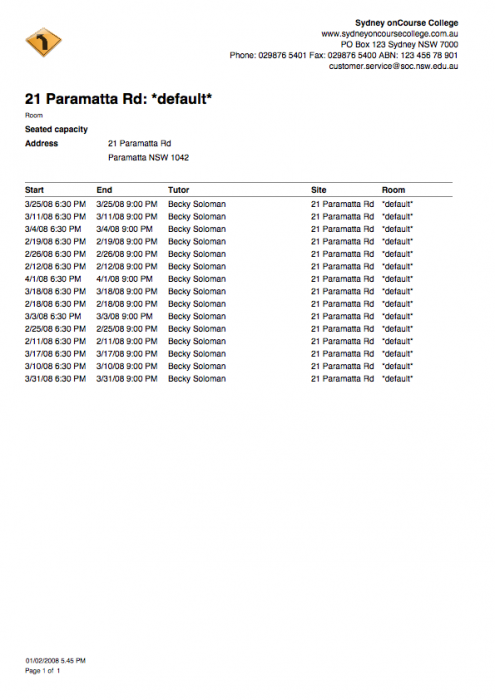 Sydney onCourse College
www.sydneyoncoursecollege.com.au
PO Box 123 Sydney NSW 7000
Phone: 029876 5401 Fax: 029876 5400 ABN: 123 456 78 901
customer.service@soc.nsw.edu.au
21 Paramatta Rd: *default*
Room
Seated capacity
Address 21 Paramatta Rd
Paramatta NSW 1042
Start End Tutor Site Room
3/25/08 6:30 PM 3/25/08 9:00 PM Becky Soloman 21 Paramatta Rd *default*
3/11/08 6:30 PM 3/11/08 9:00 PM Becky Soloman 21 Paramatta Rd *default*
3/4/08 6:30 PM 3/4/08 9:00 PM Becky Soloman 21 Paramatta Rd *default*
2/19/08 6:30 PM 2/19/08 9:00 PM Becky Soloman 21 Paramatta Rd *default*
2/26/08 6:30 PM 2/26/08 9:00 PM Becky Soloman 21 Paramatta Rd *default*
2/12/08 6:30 PM 2/12/08 9:00 PM Becky Soloman 21 Paramatta Rd *default*
4/1/08 6:30 PM 4/1/08 9:00 PM Becky Soloman 21 Paramatta Rd *default*
3/18/08 6:30 PM 3/18/08 9:00 PM Becky Soloman 21 Paramatta Rd *default*
2/18/08 6:30 PM 2/18/08 9:00 PM Becky Soloman 21 Paramatta Rd *default*
3/3/08 6:30 PM 3/3/08 9:00 PM Becky Soloman 21 Paramatta Rd *default*
2/25/08 6:30 PM 2/25/08 9:00 PM Becky Soloman 21 Paramatta Rd *default*
2/11/08 6:30 PM 2/11/08 9:00 PM Becky Soloman 21 Paramatta Rd *default*
3/17/08 6:30 PM 3/17/08 9:00 PM Becky Soloman 21 Paramatta Rd *default*
3/10/08 6:30 PM 3/10/08 9:00 PM Becky Soloman 21 Paramatta Rd *default*
3/31/08 6:30 PM 3/31/08 9:00 PM Becky Soloman 21 Paramatta Rd *default*
01/02/2008 5.45 PM
Page 1 of 1